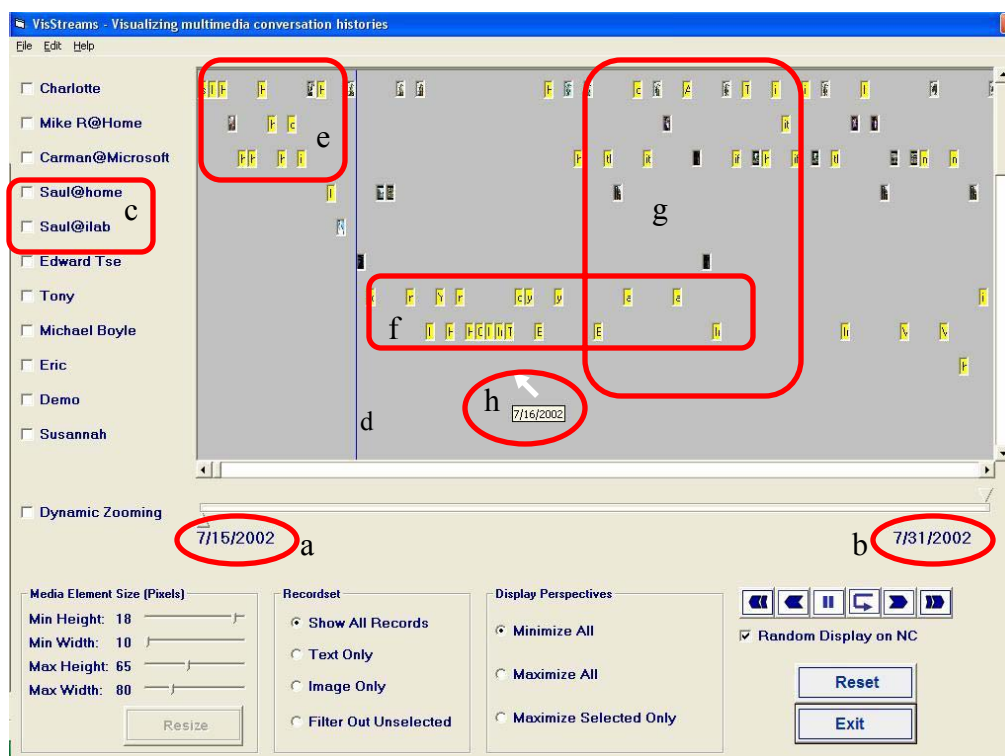 VisStreams - Visualizing multimedia conversation histories
File Edit Help
Charlotte
Mike R@Home
Carman@Microsoft
Saul@home
Saul@ilab
Edward Tse
Tony
Michael Boyle
Eric
Demo
Susannah
e
c
g
f
h
7/16/2002
d
Dynamic Zooming
7/15/2002
a
b
7/31/2002
Media Element Size (Pixels)
Min Height: 18
Min Width: 10
Max Height: 65
Max Width: 80
Resize
Recordset
Show All Records
Text Only
Image Only
Filter Out Unselected
Display Perspectives
Minimize All
Maximize All
Maximize Selected Only
Random Display on NC
Reset
Exit